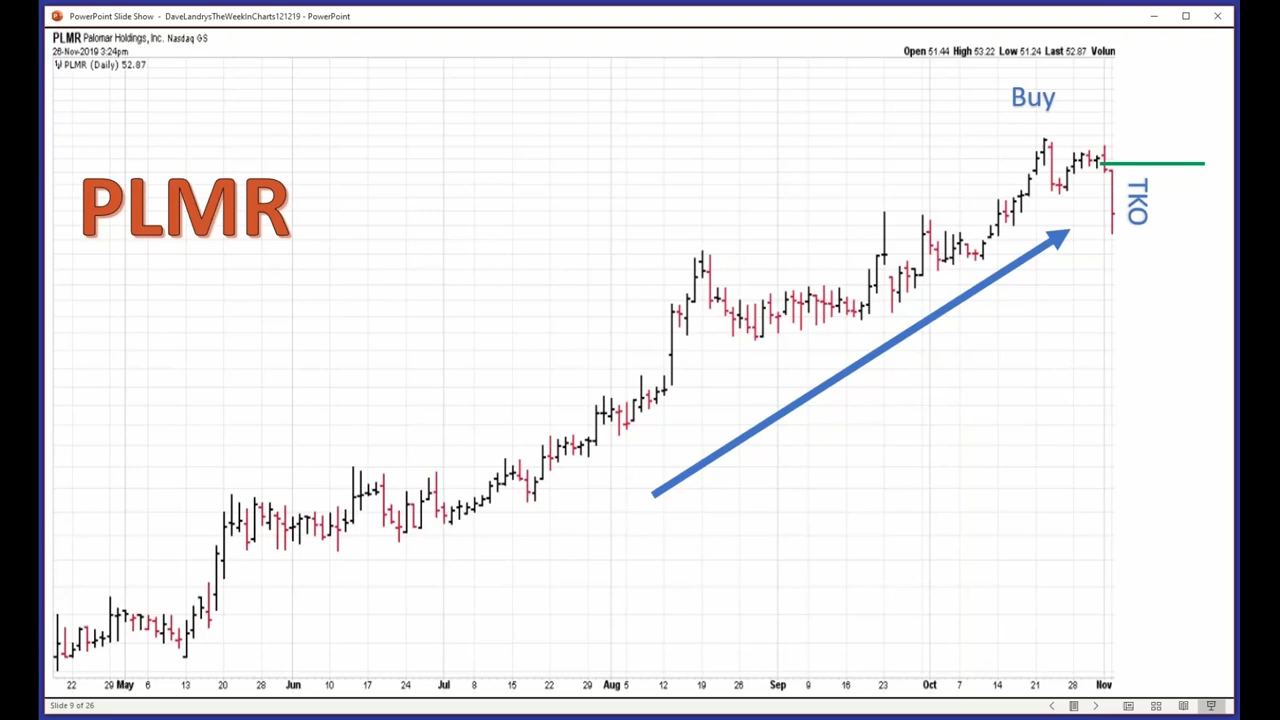 PowerPoint Slide Show - DaveLandrysTheWeekInCharts121219 - PowerPoint
PLMR Palomar Holdings, Inc. Nasdaq GS
26-Nov-2019 3:24pm
Open 51.44 High 53.22 Low 51.24 Last 52.87 Volun
PLMR (Daily) 52.87
Buy
PLMR
TKO
22 29 May 6 13 20 28 Jun 10 17 24 Jul 8 15 22 29 Aug 5 12 19 26 Sep 9 16 23 Oct 7 14 21 28 Nov
Slide 9 of 26